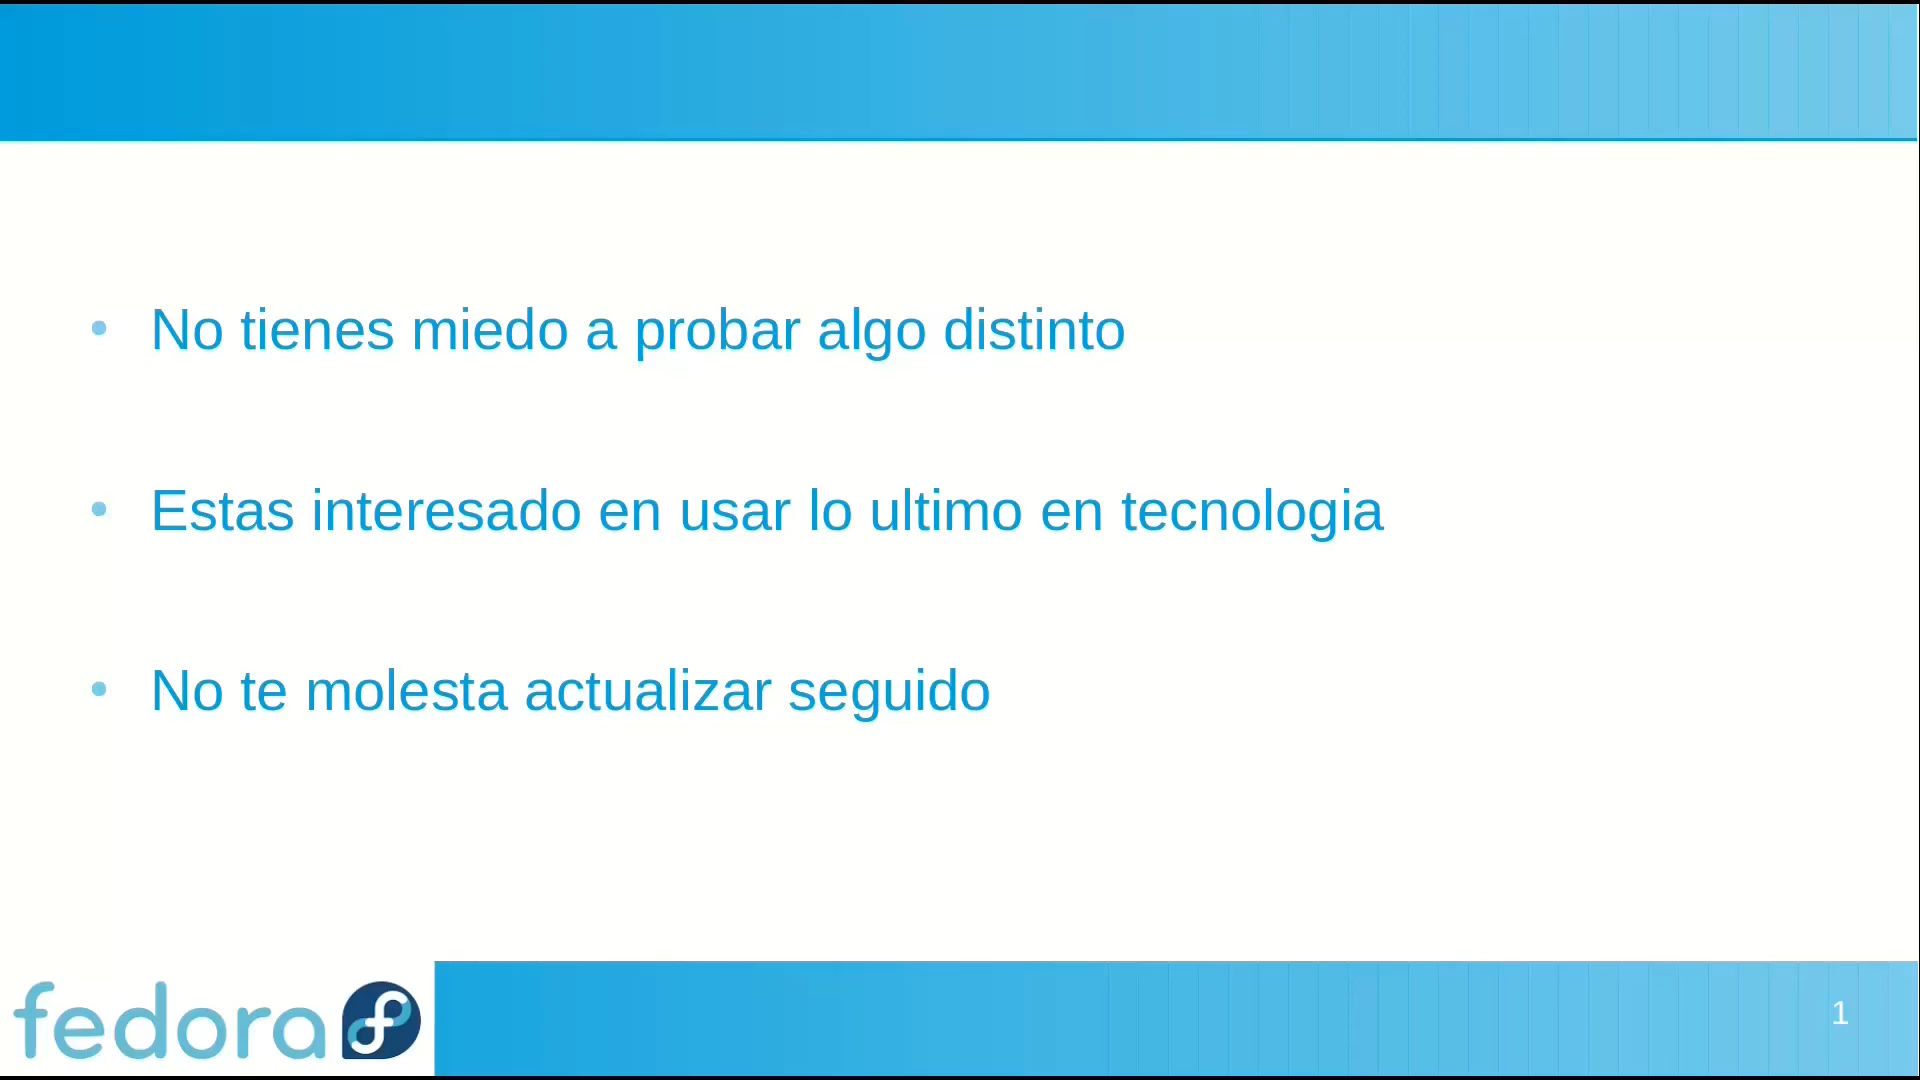 No tienes miedo a probar algo distinto
Estas interesado en usar lo ultimo en tecnologia
No te molesta actualizar seguido
fedora
1